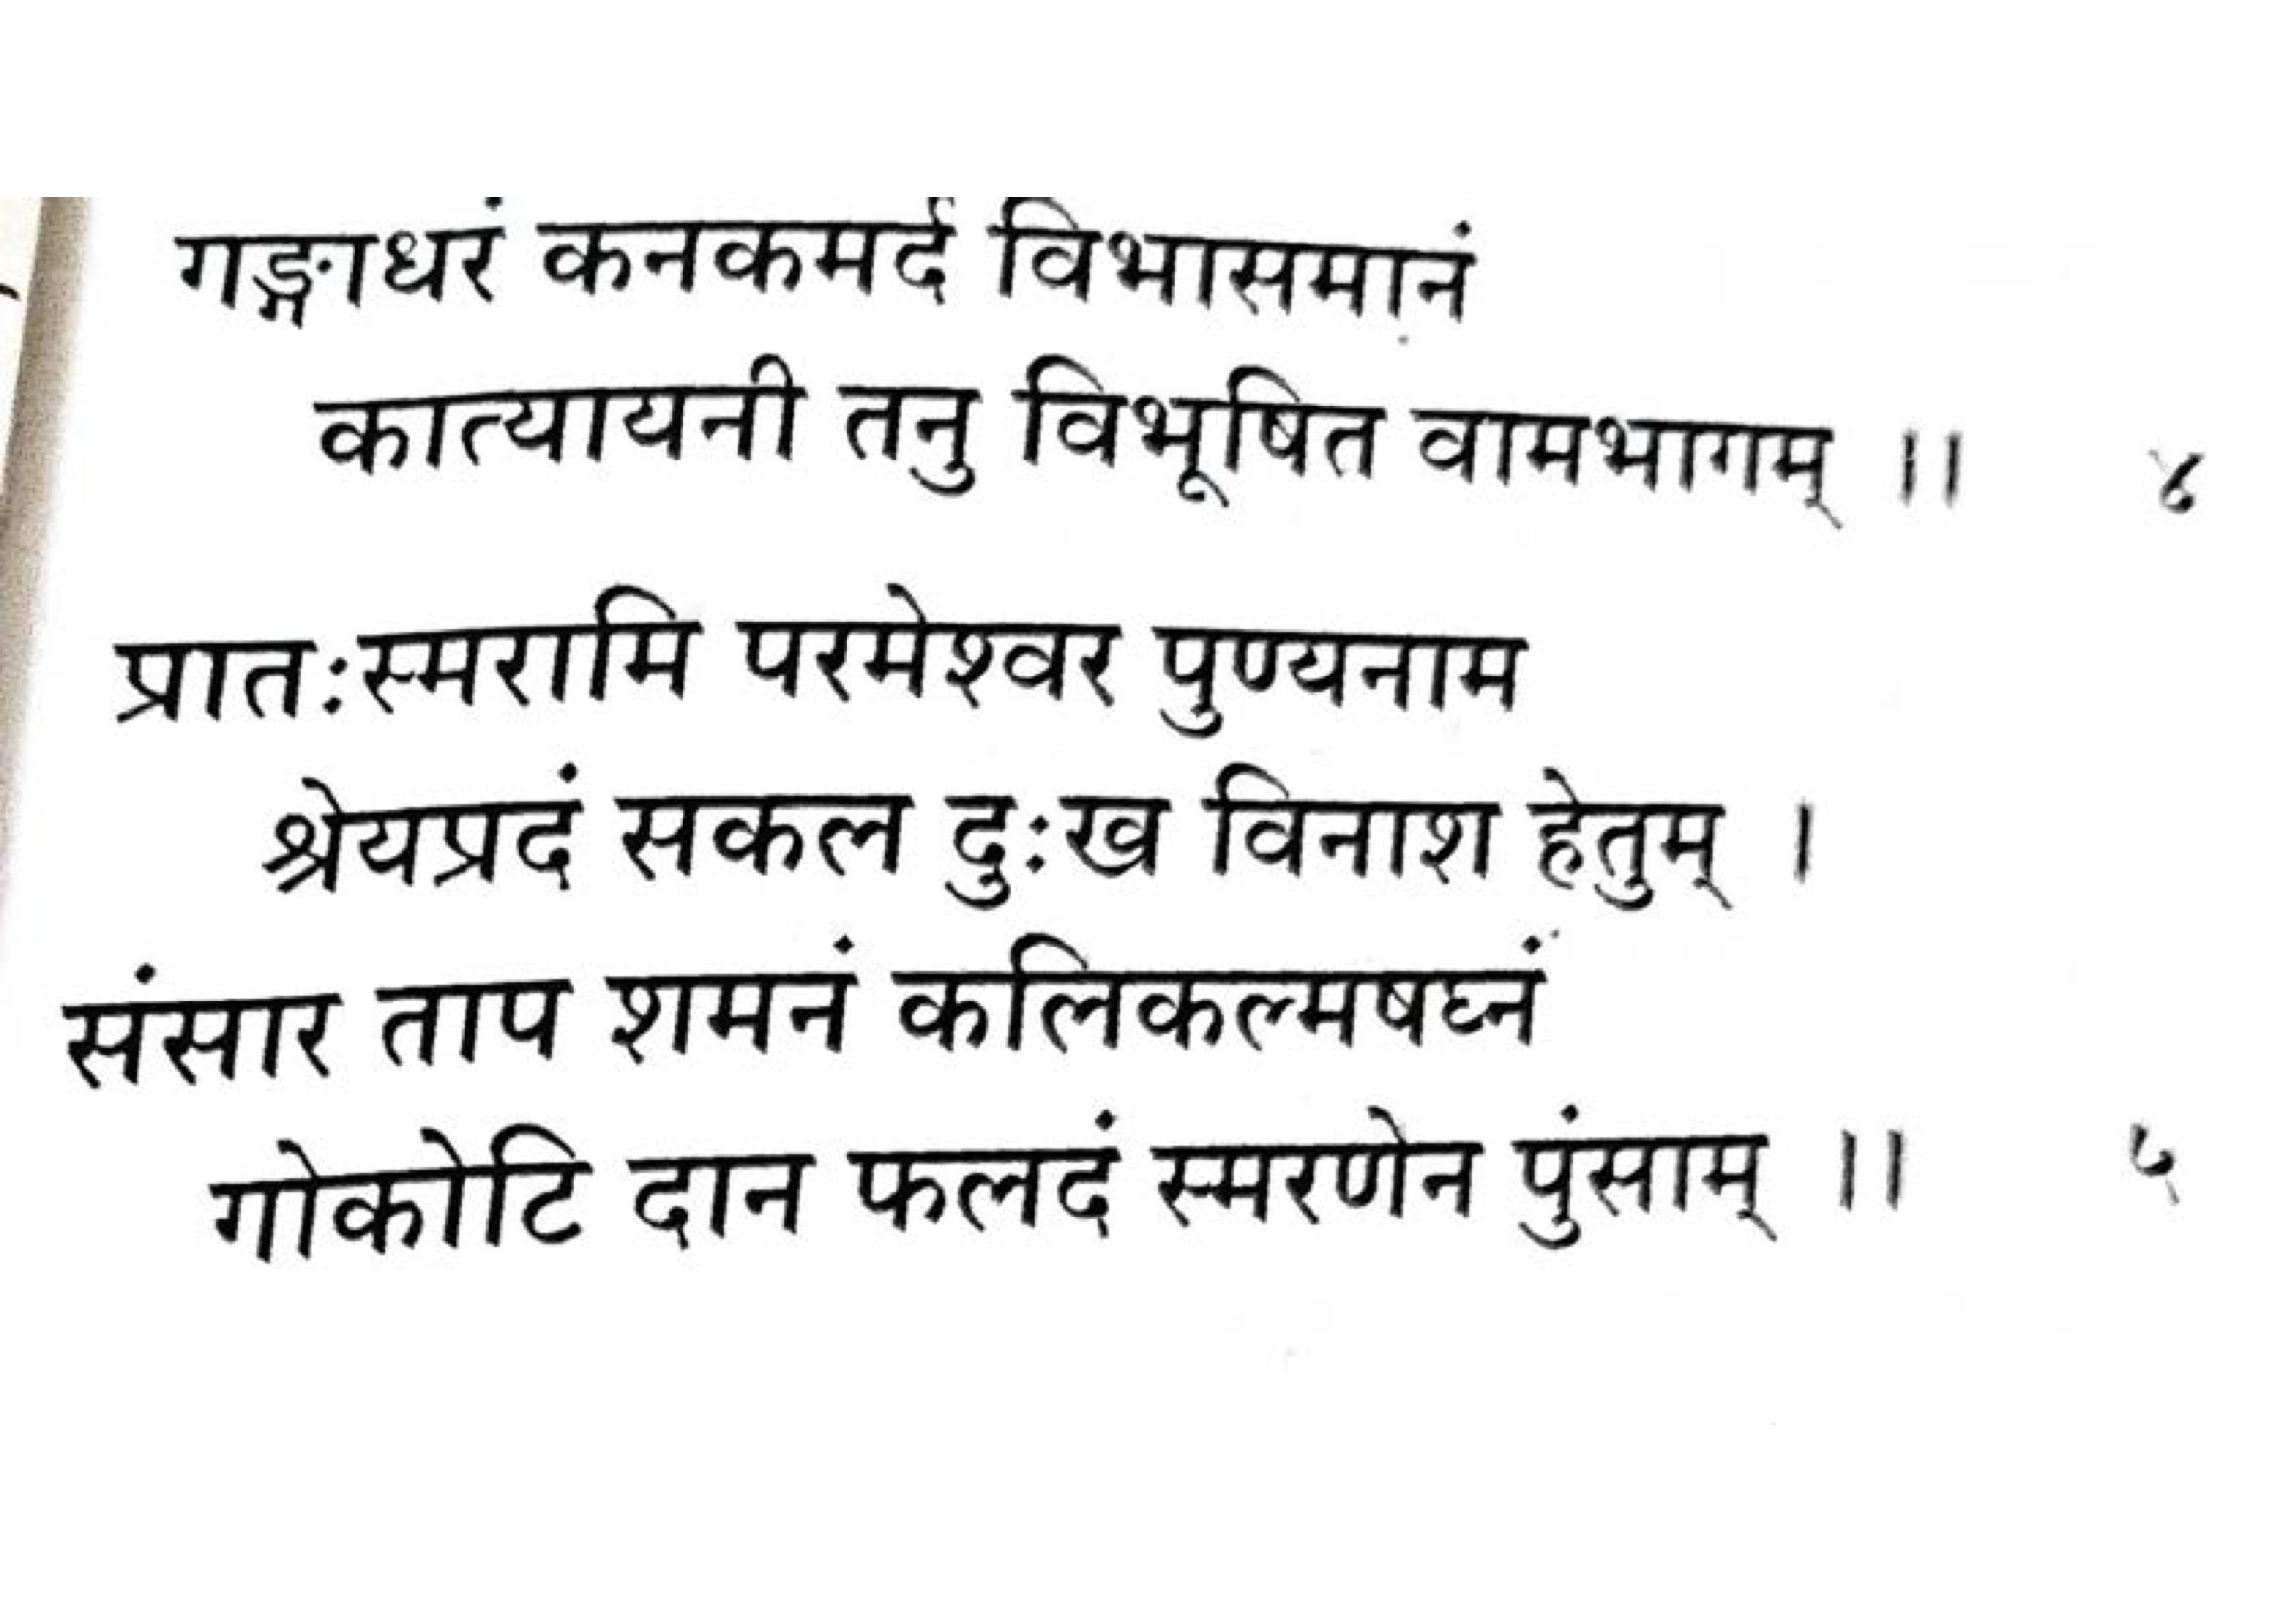 गङ्गाधरं कनकमर्द विभासमानं
कात्यायनी तनु विभूषित वामभागम् ।। ४
प्रातःस्मरामि परमेश्वर पुण्यनाम
श्रेयप्रदं सकल दुःख विनाश हेतुम् ।
संसार ताप शमनं कलिकल्मषघ्नं
गोकोटि दान फलदं स्मरणेन पुंसाम् ।। ५